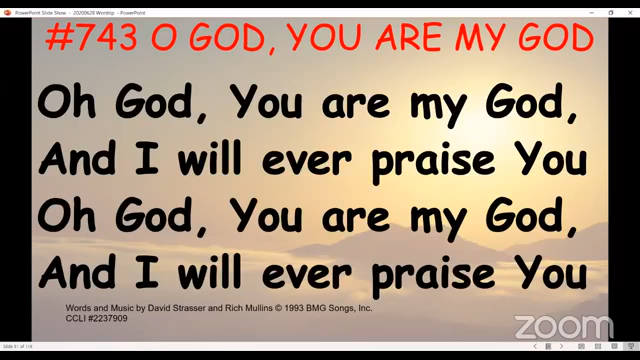 PowerPoint Slide Show - 20200628 Worship - PowerPoint
#743 O GOD, YOU ARE MY GOD
Oh God, You are my God,
And I will ever praise You
Oh God, You are my God,
And I will ever praise You
Words and Music by David Strasser and Rich Mullins © 1993 BMG Songs, Inc.
CCLI #2237909
zoom